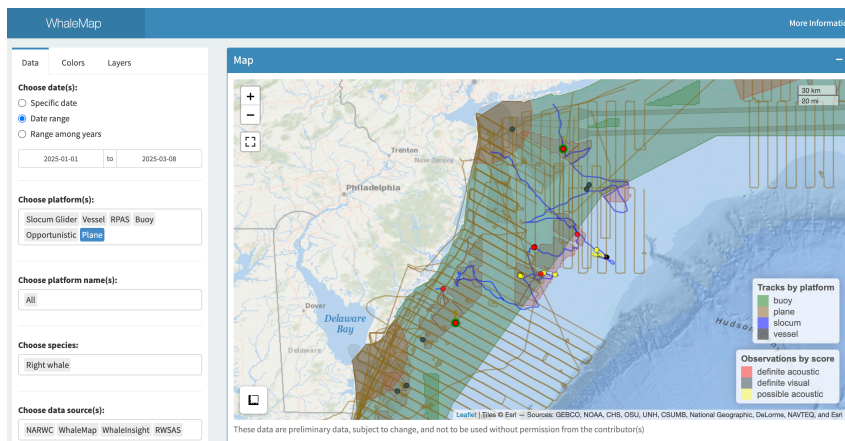 WhaleMap
More Informatio
Data Colors Layers
Choose date(s):
Specific date
Date range
Range among years
2025-01-01 to 2025-03-08
Choose platform(s):
Slocum Glider Vessel RPAS Buoy
Opportunistic Plane
Choose platform name(s):
All
Choose species:
Right whale
Choose data source(s):
NARWC WhaleMap WhaleInsight RWSAS
Map
+
−
30 km
20 mi
Trenton
New Jersey
Philadelphia
Dover
Delaware
Bay
Delaware
Hudson
Tracks by platform
buoy
plane
slocum
vessel
Observations by score
definite acoustic
definite visual
possible acoustic
Leaflet | Tiles © Esri — Sources: GEBCO, NOAA, CHS, OSU, UNH, CSUMB, National Geographic, DeLorme, NAVTEQ, and Esri
These data are preliminary data, subject to change, and not to be used without permission from the contributor(s)